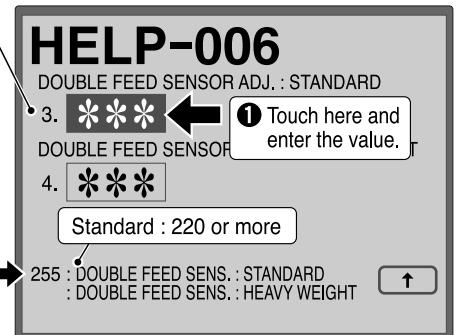 HELP-006
DOUBLE FEED SENSOR ADJ. : STANDARD
3. ***
❶ Touch here and
enter the value.
DOUBLE FEED SENSOR T
4. ***
Standard : 220 or more
255 : DOUBLE FEED SENS. : STANDARD
: DOUBLE FEED SENS. : HEAVY WEIGHT
↑